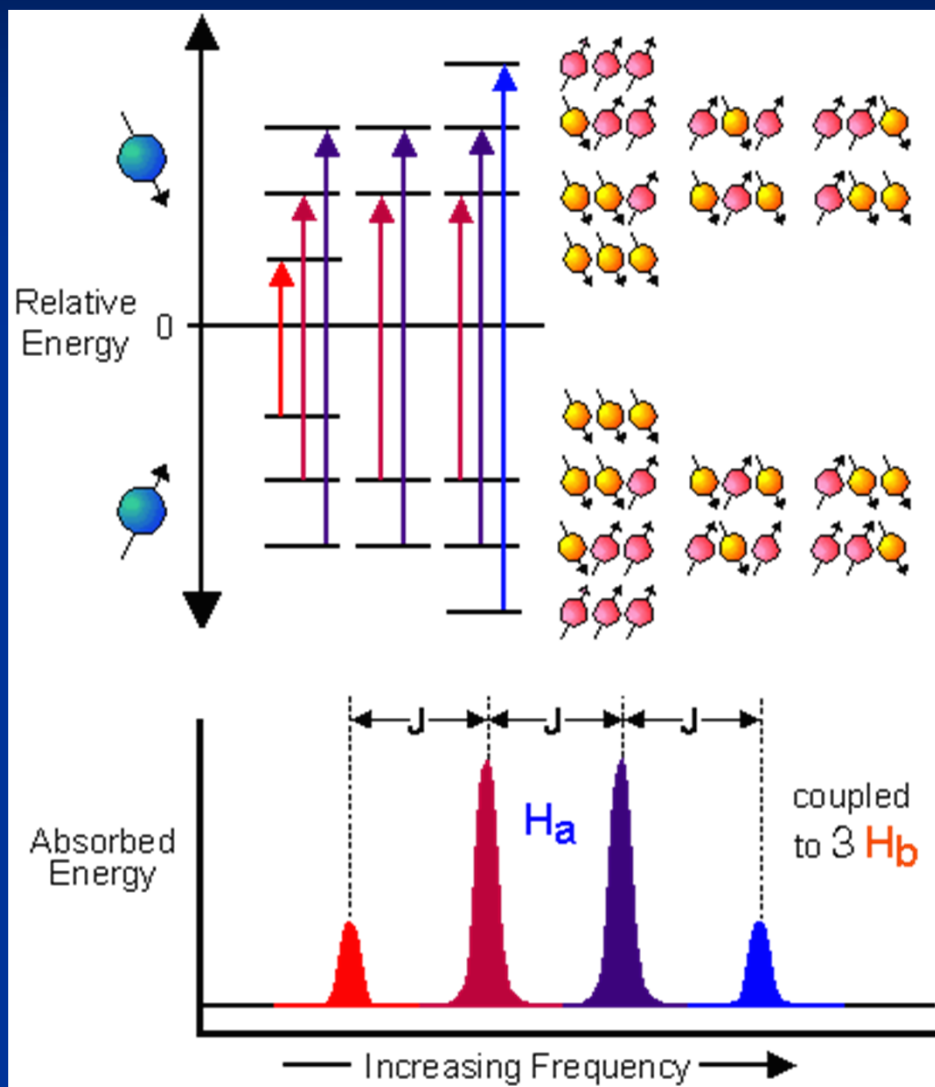 Relative
Energy
0
J
J
J
Ha
coupled
to 3 Hb
Absorbed
Energy
Increasing Frequency